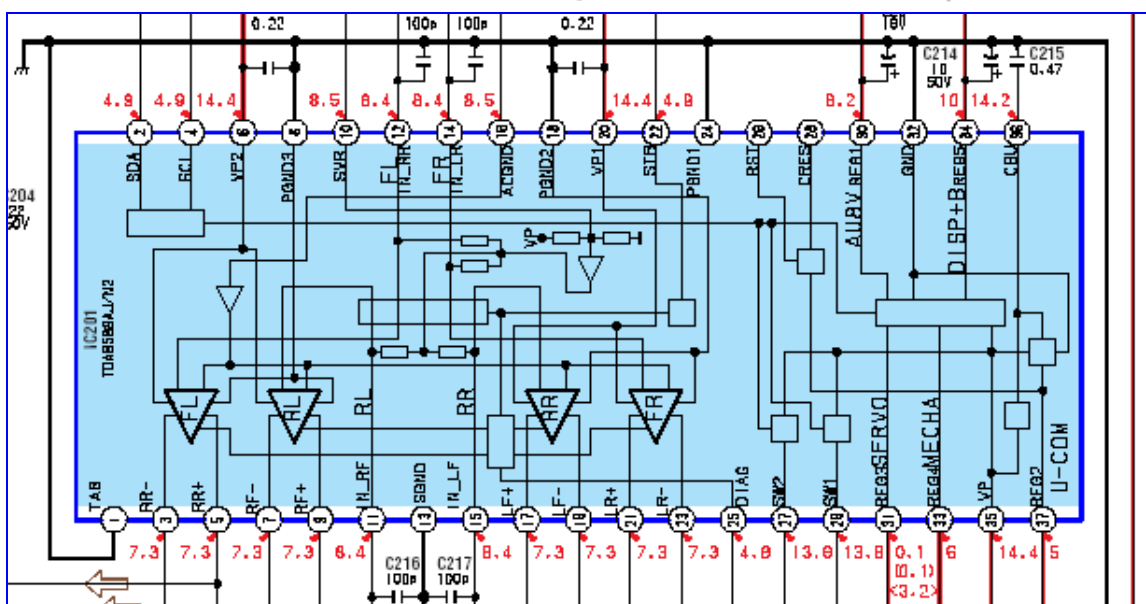 0.22 100P 100P 0.22 16V
C214 10 50V C215 0.47
4.9 4.9 14.4 8.5 8.4 8.4 8.5 14.4 4.8 8.2 10 14.2
2 4 6 8 10 12 14 16 18 20 22 24 26 28 30 32 34 36
SDA SCL VP2 PGND3 SVR IN_RR IN_LR ACGND PGND2 VP1 STB PGND1 RST CRES REG1 GND REG5 CBU
FL FR AU8V DISP+B
C204
50V
VP
IC201
FL RL RL RR RR FR SERVO MECHA U-COM
TAB RR- RR+ RF- RF+ IN_RF SGND IN_LF LF+ LF- LR+ LR- DIAG SW2 SW1 REG3 REG4 VP REG2
1 3 5 7 9 11 13 15 17 19 21 23 25 27 29 31 33 35 37
7.3 7.3 7.3 7.3 8.4 8.4 7.3 7.3 7.3 7.3 4.8 13.8 13.8 0.1 6 14.4 5
(0.1)
<3.2>
C216 100P C217 100P